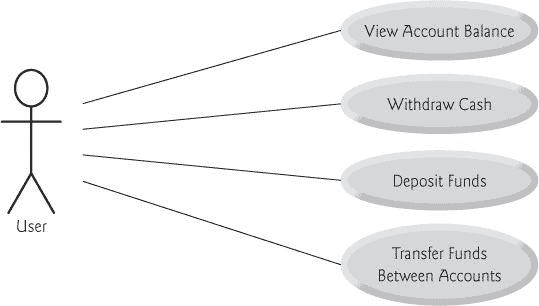 View Account Balance
Withdraw Cash
Deposit Funds
User
Transfer Funds
Between Accounts